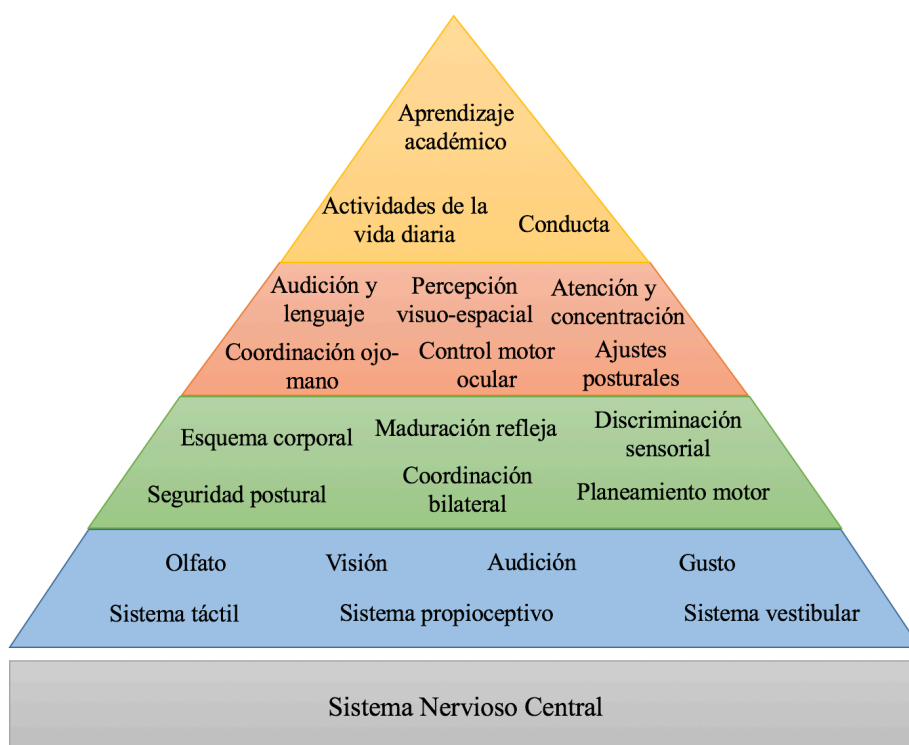 Aprendizaje
académico
Actividades de la
vida diaria
Conducta
Audición y
lenguaje
Percepción
visuo-espacial
Atención y
concentración
Coordinación ojo-
mano
Control motor
ocular
Ajustes
posturales
Esquema corporal
Maduración refleja
Discriminación
sensorial
Seguridad postural
Coordinación
bilateral
Planeamiento motor
Olfato
Visión
Audición
Gusto
Sistema táctil
Sistema propioceptivo
Sistema vestibular
Sistema Nervioso Central